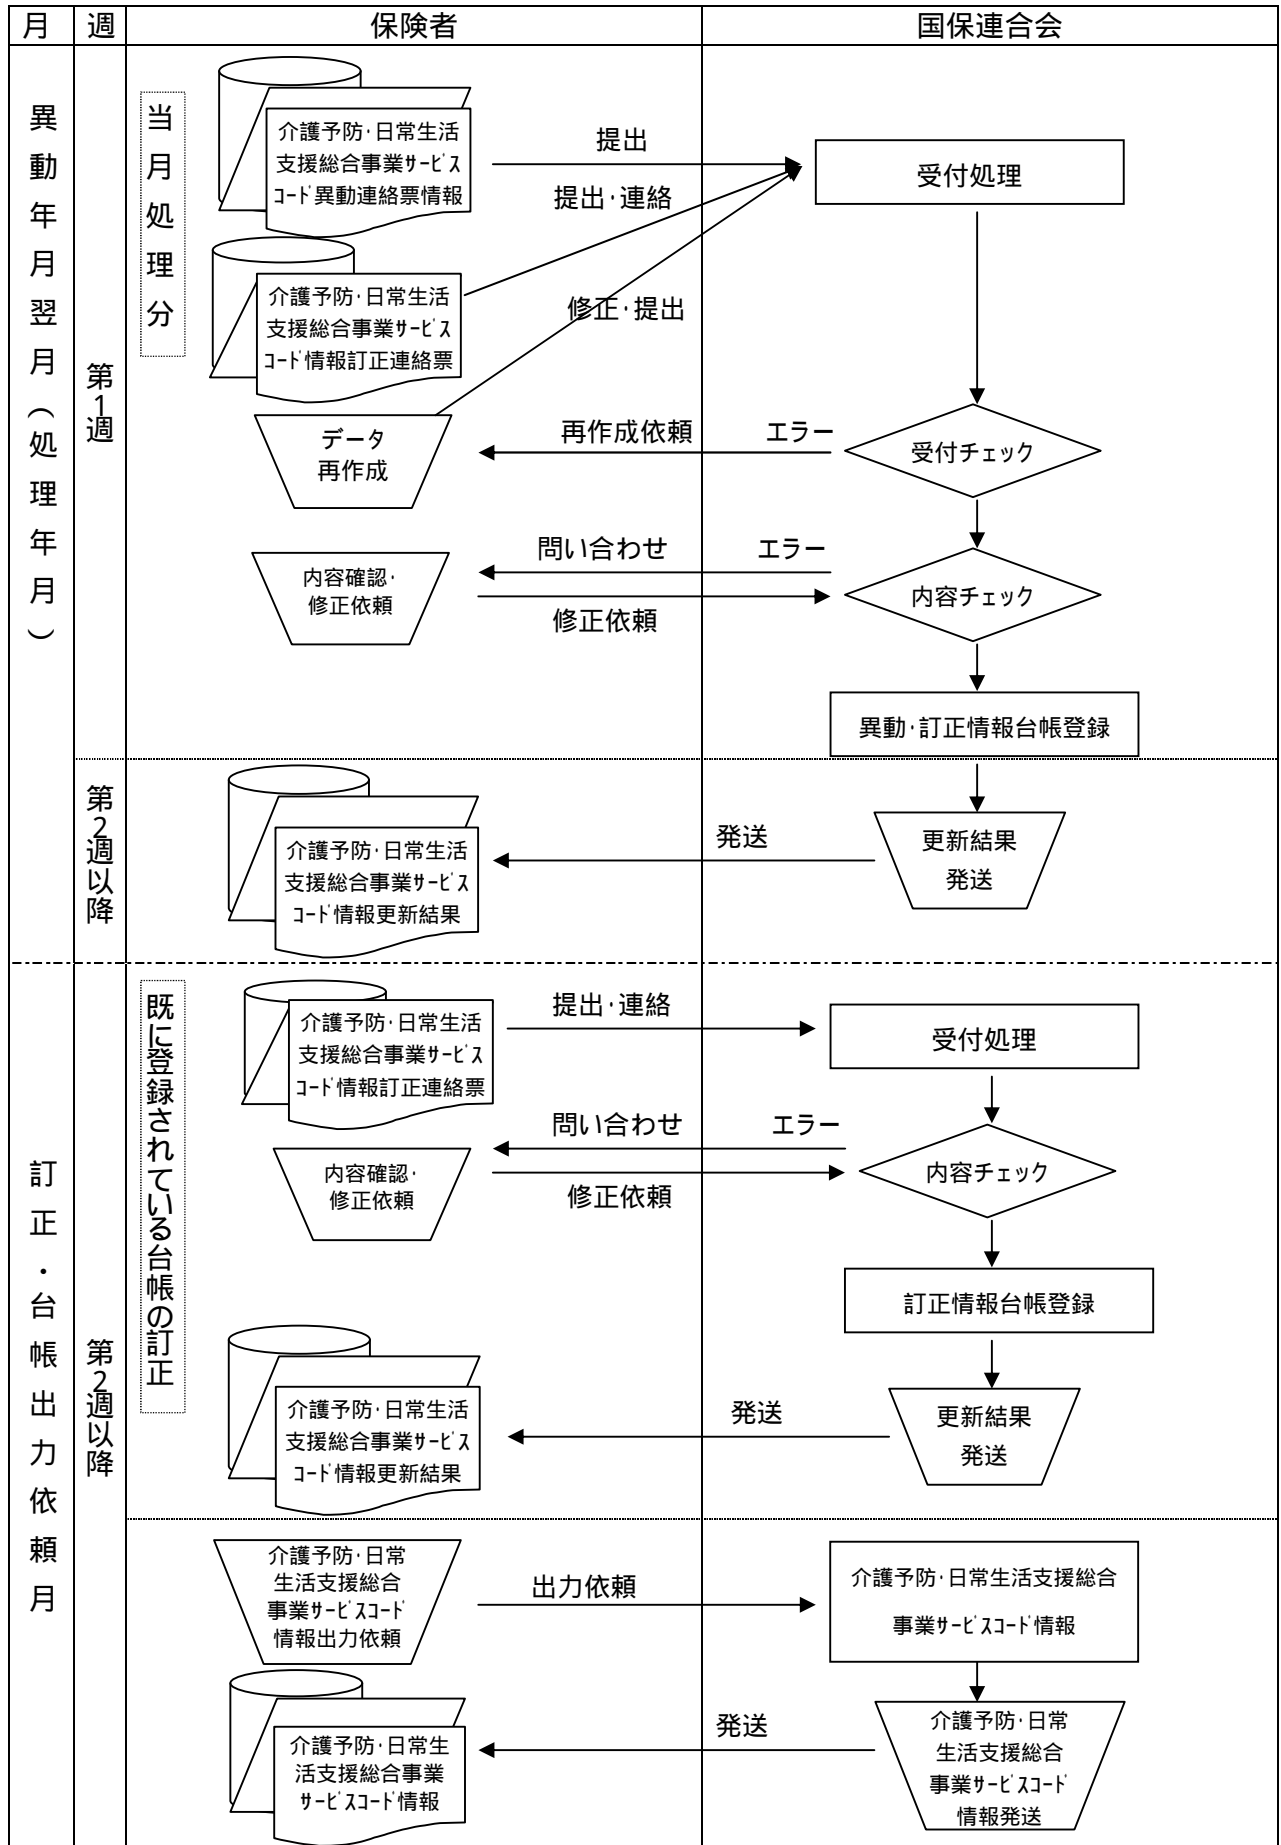 月
週
保険者
国保連合会
異動年月翌月（処理年月）
第1週
当月処理分
介護予防･日常生活
支援総合事業ｻｰﾋﾞｽ
ｺｰﾄﾞ異動連絡票情報
提出
受付処理
提出･連絡
介護予防･日常生活
支援総合事業ｻｰﾋﾞｽ
ｺｰﾄﾞ情報訂正連絡票
修正･提出
データ
再作成
再作成依頼
エラー
受付チェック
問い合わせ
エラー
内容確認･
修正依頼
修正依頼
内容チェック
異動･訂正情報台帳登録
第2週以降
介護予防･日常生活
支援総合事業ｻｰﾋﾞｽ
ｺｰﾄﾞ情報更新結果
発送
更新結果
発送
訂正・台帳出力依頼月
第2週以降
既に登録されている台帳の訂正
介護予防･日常生活
支援総合事業ｻｰﾋﾞｽ
ｺｰﾄﾞ情報訂正連絡票
提出･連絡
受付処理
問い合わせ
エラー
内容確認･
修正依頼
修正依頼
内容チェック
訂正情報台帳登録
介護予防･日常生活
支援総合事業ｻｰﾋﾞｽ
ｺｰﾄﾞ情報更新結果
発送
更新結果
発送
介護予防･日常
生活支援総合
事業ｻｰﾋﾞｽｺｰﾄﾞ
情報出力依頼
出力依頼
介護予防･日常生活支援総合
事業ｻｰﾋﾞｽｺｰﾄﾞ情報
介護予防･日常生
活支援総合事業
ｻｰﾋﾞｽｺｰﾄﾞ情報
発送
介護予防･日常
生活支援総合
事業ｻｰﾋﾞｽｺｰﾄﾞ
情報発送